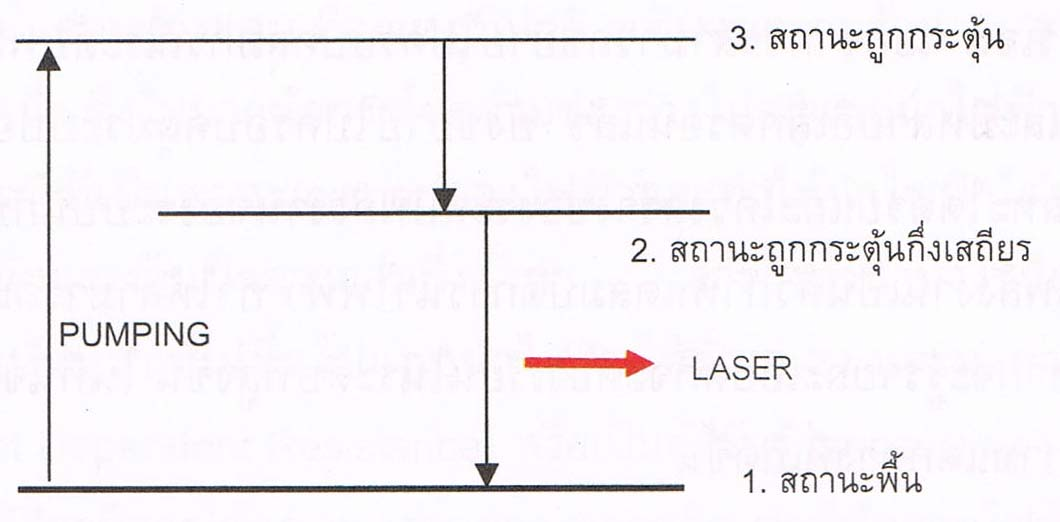 3. สถานะถูกกระตุ้น
2. สถานะถูกกระตุ้นกึ่งเสถียร
PUMPING
LASER
1. สถานะพื้น